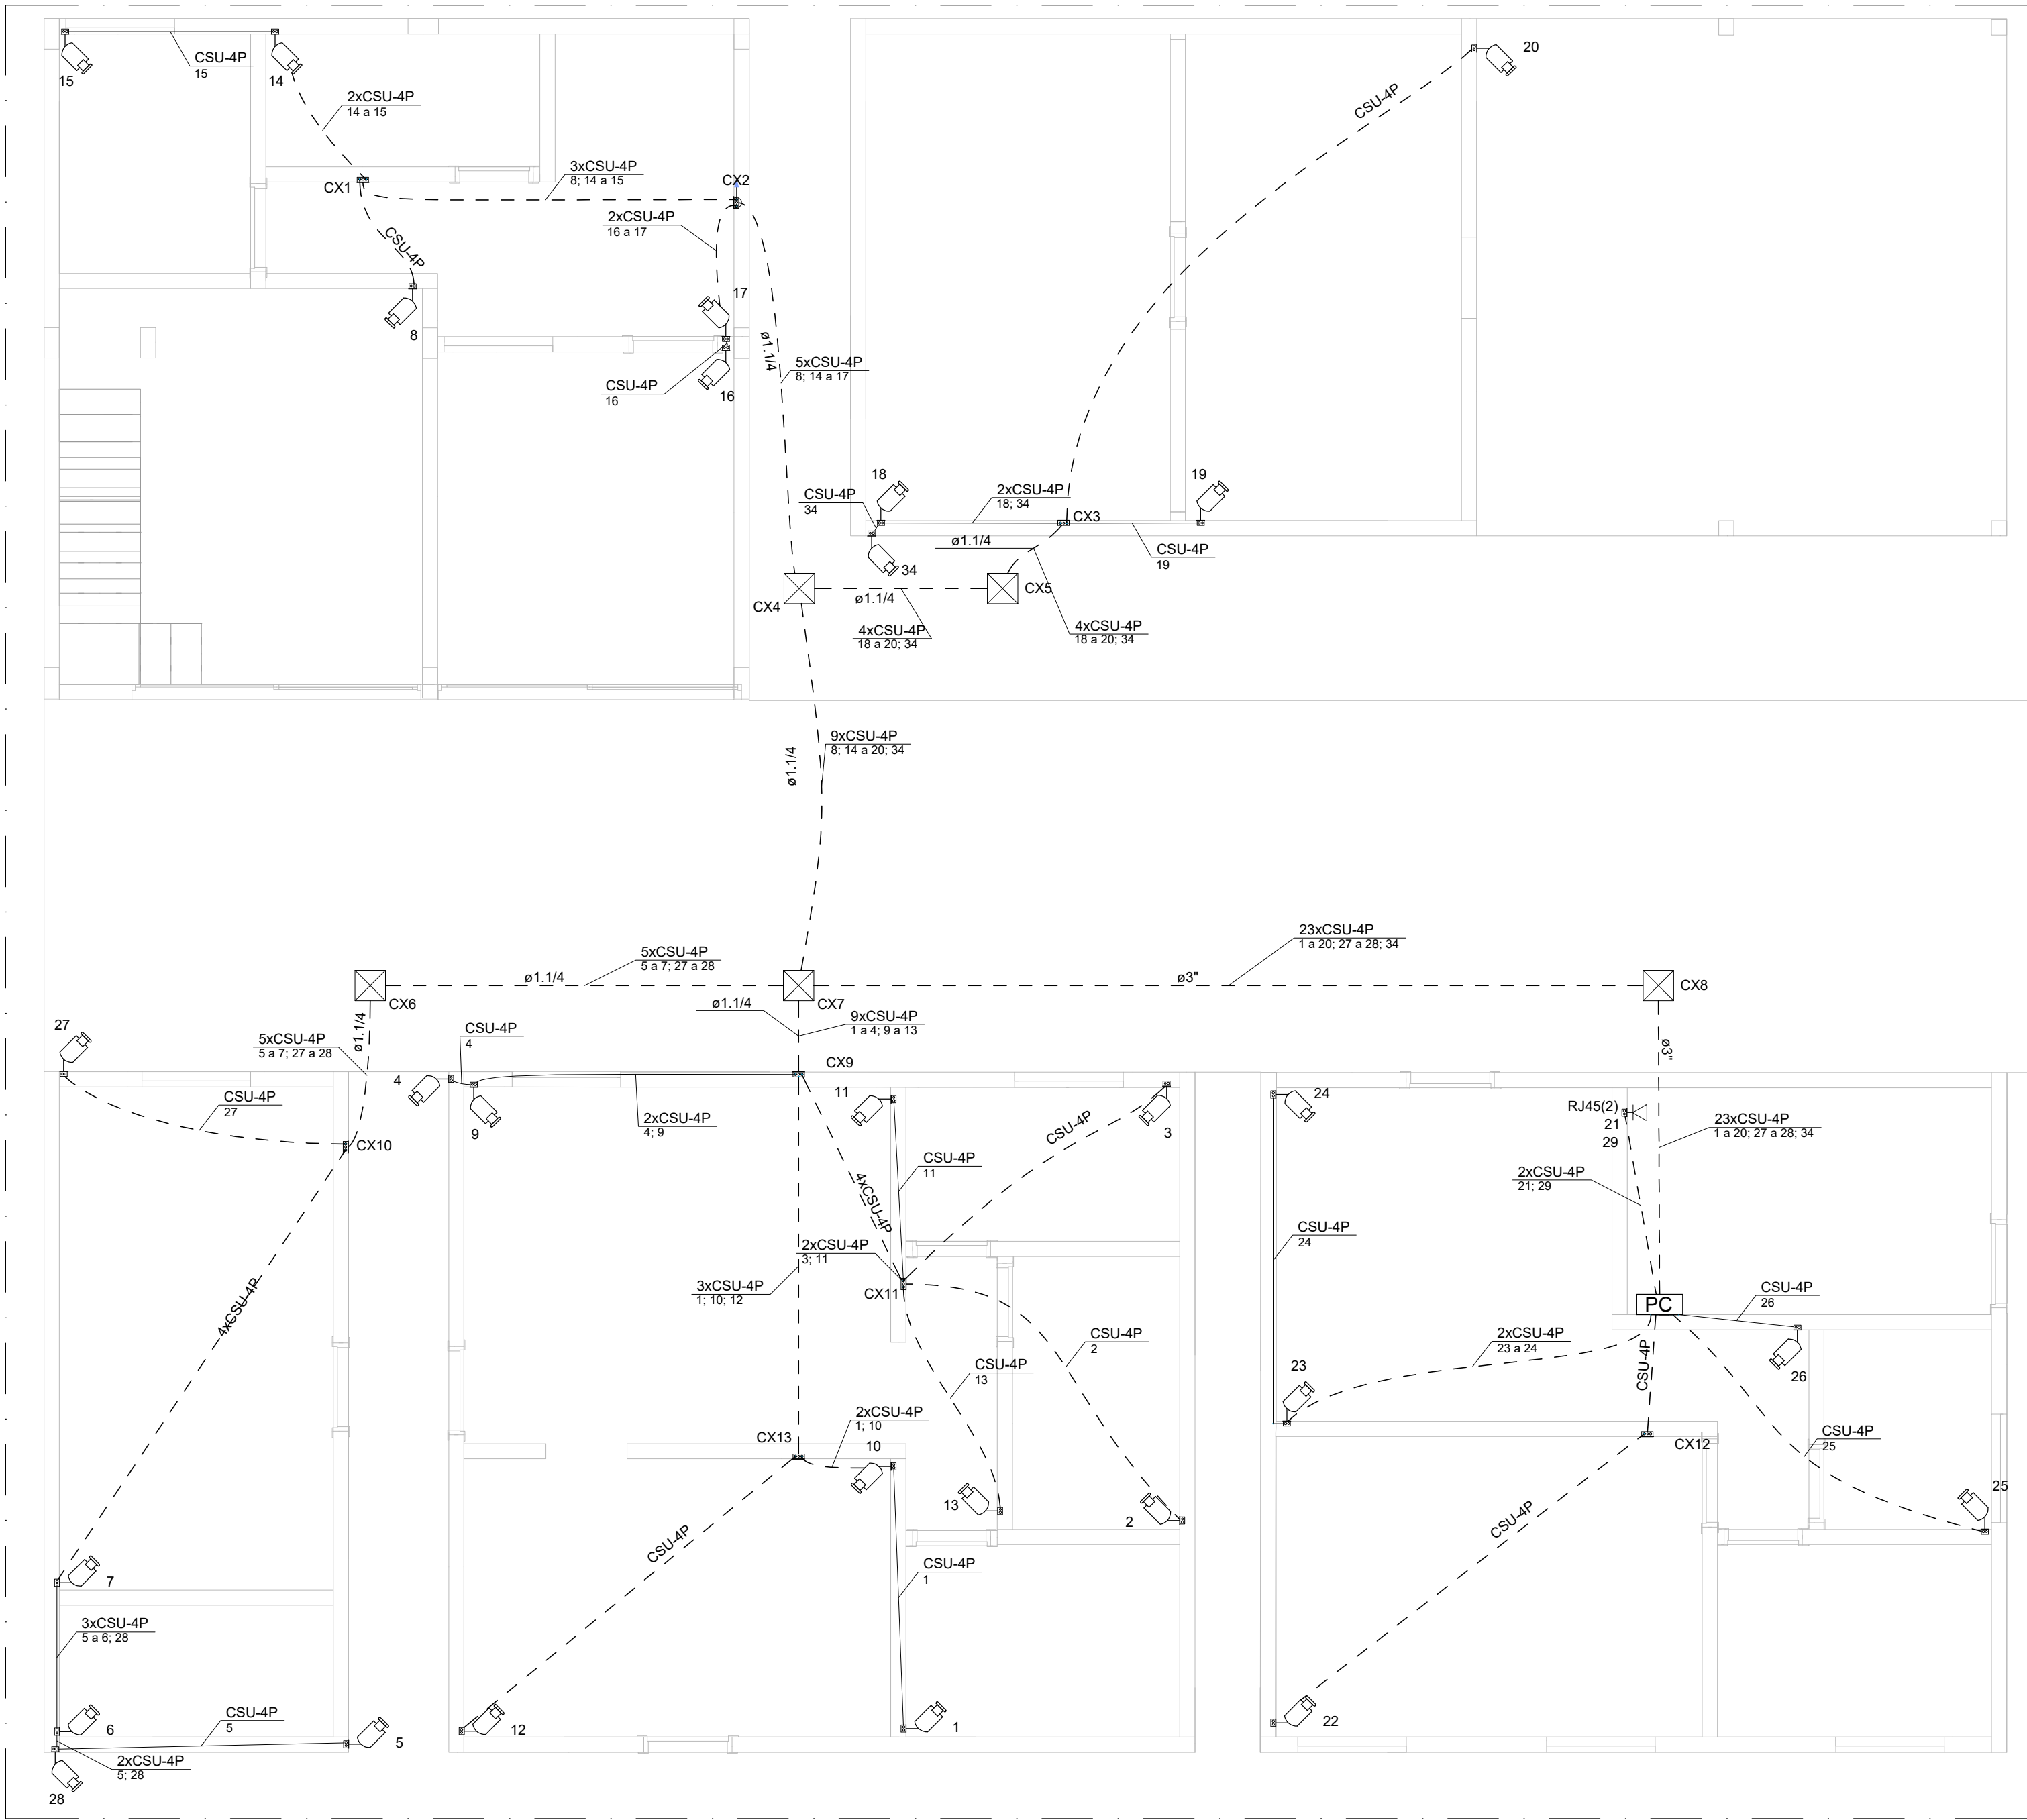 20
CSU-4P
15
15
14
CSU-4P
2xCSU-4P
14 a 15
3xCSU-4P
8; 14 a 15
CX1
CX2
2xCSU-4P
16 a 17
CSU-4P
17
8
ø1.1/4
5xCSU-4P
8; 14 a 17
CSU-4P
16
16
18
19
CSU-4P
34
2xCSU-4P
18; 34
CX3
ø1.1/4
CSU-4P
19
34
CX4
ø1.1/4
CX5
4xCSU-4P
18 a 20; 34
4xCSU-4P
18 a 20; 34
9xCSU-4P
8; 14 a 20; 34
ø1.1/4
23xCSU-4P
1 a 20; 27 a 28; 34
5xCSU-4P
5 a 7; 27 a 28
ø1.1/4
ø3"
CX6
ø1.1/4
CX7
CX8
27
ø1.1/4
5xCSU-4P
5 a 7; 27 a 28
CSU-4P
4
9xCSU-4P
1 a 4; 9 a 13
ø3"
CX9
4
11
24
CSU-4P
27
2xCSU-4P
4; 9
9
CSU-4P
3
RJ45(2)
21
29
23xCSU-4P
1 a 20; 27 a 28; 34
CX10
CSU-4P
11
2xCSU-4P
21; 29
4xCSU-4P
CSU-4P
24
2xCSU-4P
3; 11
3xCSU-4P
1; 10; 12
CX11
CSU-4P
26
PC
4xCSU-4P
CSU-4P
2
2xCSU-4P
23 a 24
CSU-4P
23
26
CSU-4P
13
2xCSU-4P
1; 10
CX13
10
CX12
CSU-4P
25
25
13
2
CSU-4P
CSU-4P
7
CSU-4P
1
3xCSU-4P
5 a 6; 28
CSU-4P
5
6
5
12
1
22
2xCSU-4P
5; 28
28